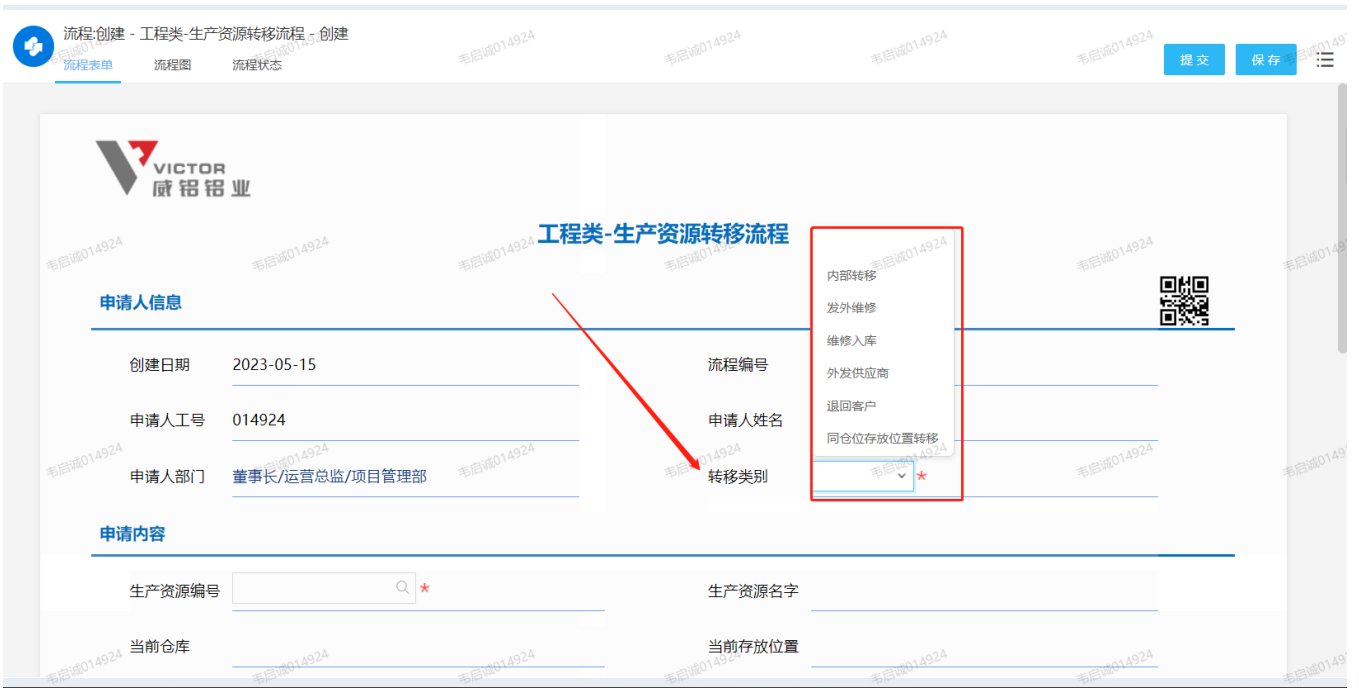 流程:创建 - 工程类-生产资源转移流程 - 创建
流程表单 流程图 流程状态
提交 保存
VICTOR
威铝铝业
工程类-生产资源转移流程
申请人信息
内部转移
发外维修
维修入库
外发供应商
退回客户
同仓位存放位置转移
创建日期 2023-05-15 流程编号
申请人工号 014924 申请人姓名
申请人部门 董事长/运营总监/项目管理部 转移类别 *
申请内容
生产资源编号 * 生产资源名字
当前仓库 当前存放位置
韦启诚014924